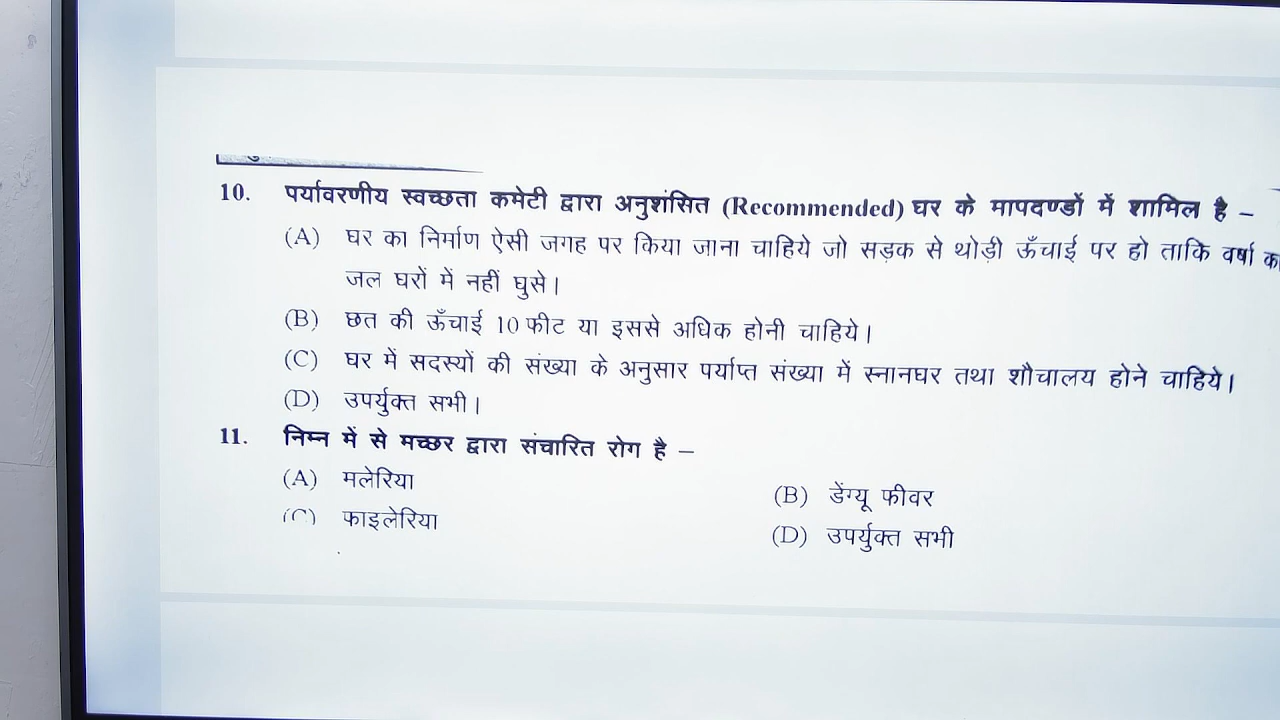 10. पर्यावरणीय स्वच्छता कमेटी द्वारा अनुशंसित (Recommended) घर के मापदण्डों में शामिल है –
(A) घर का निर्माण ऐसी जगह पर किया जाना चाहिये जो सड़क से थोड़ी ऊँचाई पर हो ताकि वर्षा का
जल घरों में नहीं घुसे।
(B) छत की ऊँचाई 10 फीट या इससे अधिक होनी चाहिये।
(C) घर में सदस्यों की संख्या के अनुसार पर्याप्त संख्या में स्नानघर तथा शौचालय होने चाहिये।
(D) उपर्युक्त सभी।
11. निम्न में से मच्छर द्वारा संचारित रोग है –
(A) मलेरिया
(B) डेंग्यू फीवर
(C) फाइलेरिया
(D) उपर्युक्त सभी